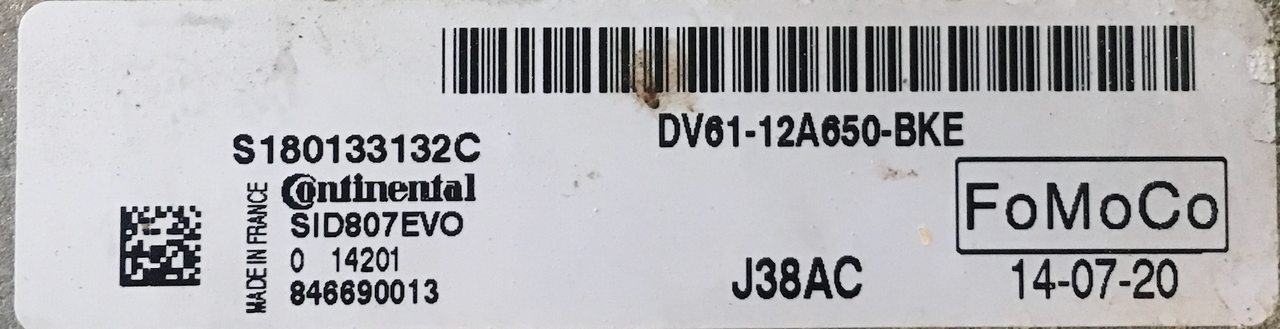 DV61-12A650-BKE
S180133132C
Continental
MADE IN FRANCE
SID807EVO
0 14201
846690013
J38AC
FoMoCo
14-07-20